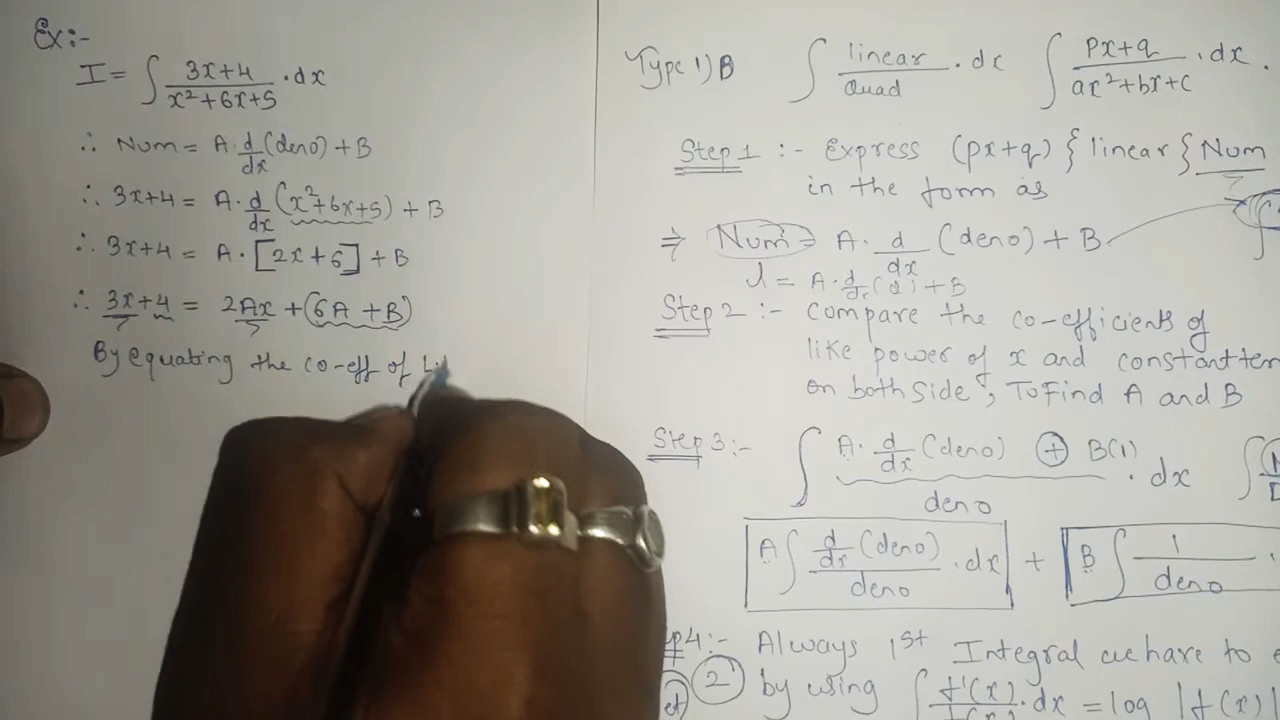 Ex:-
I = ∫ 3x+4 / x²+6x+5 . dx
∴ Num = A. d/dx (deno) + B
∴ 3x+4 = A. d/dx (x²+6x+5) + B
∴ 3x+4 = A. [2x+6] + B
∴ 3x+4 = 2Ax + (6A + B)
By equating the co-eff of
Type 1) B ∫ linear / Quad . dx ∫ px+q / ax²+bx+c . dx .
Step 1 :- Express (px+q) { linear } Num
in the form as
⇒ Num = A. d/dx (deno) + B
Step 2 :- Compare the co-efficients of
like power of x and constant
on both side, To Find A and B
Step 3 :- ∫ A. d/dx (deno) + B(1) / deno . dx
A ∫ d/dx (deno) / deno . dx + B ∫ 1 / deno
4:- Always 1st Integral we have to
2 by using ∫ f'(x) . dx = log |f(x)|